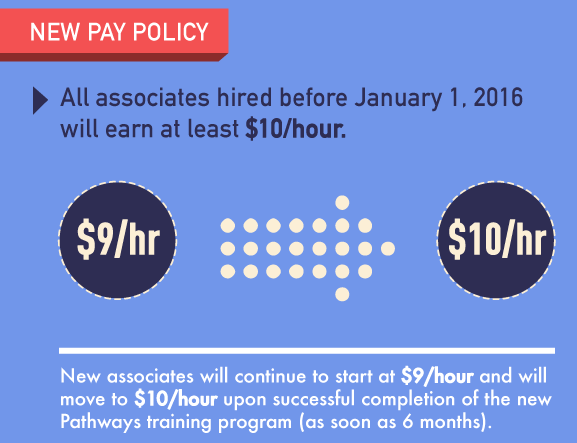 NEW PAY POLICY
All associates hired before January 1, 2016
will earn at least $10/hour.
$9/hr
$10/hr
New associates will continue to start at $9/hour and will
move to $10/hour upon successful completion of the new
Pathways training program (as soon as 6 months).